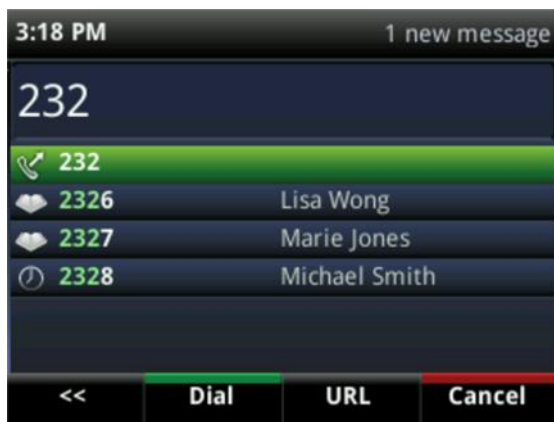 3:18 PM 1 new message
232
232
2326 Lisa Wong
2327 Marie Jones
2328 Michael Smith
<< Dial URL Cancel